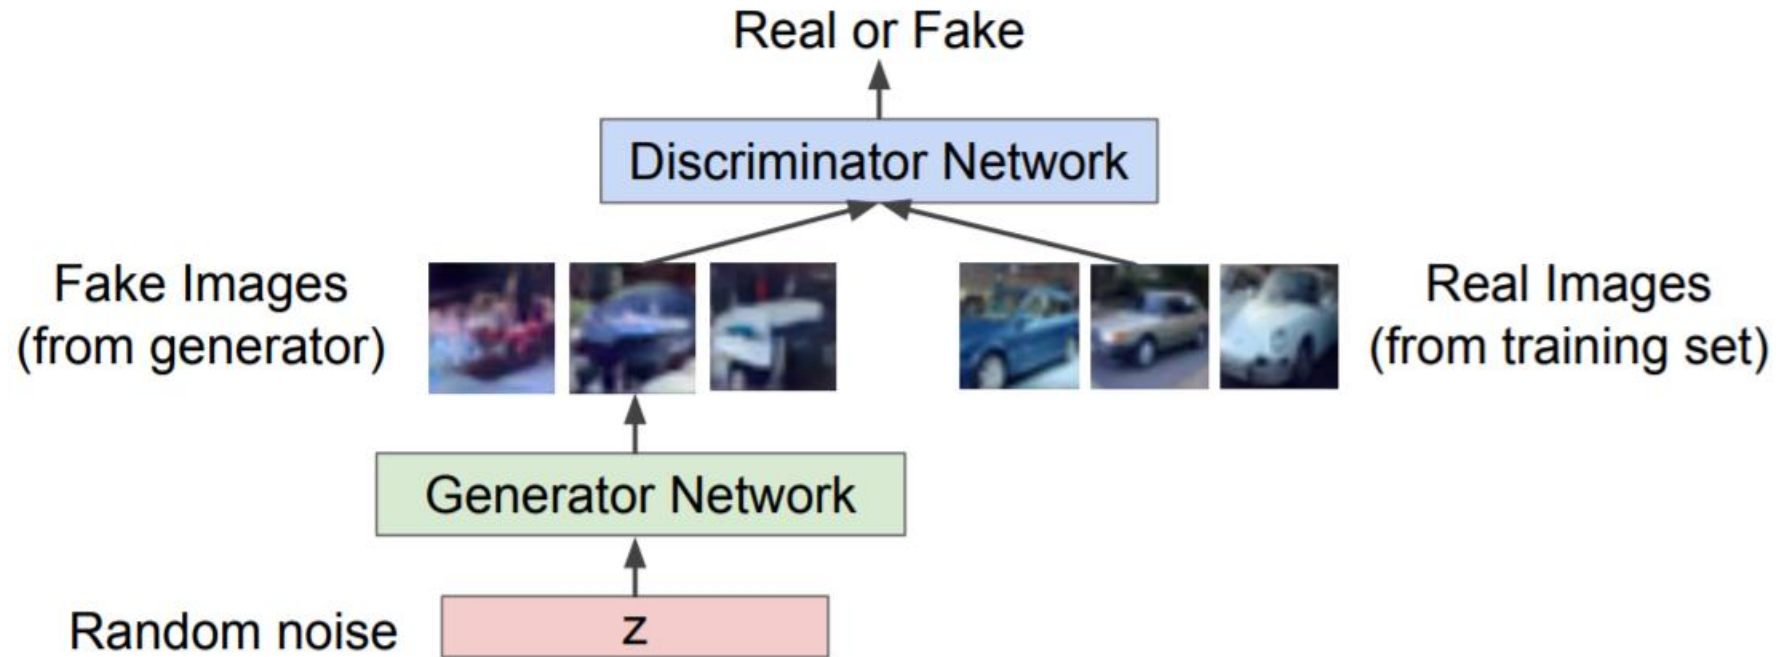 Real or Fake
Discriminator Network
Fake Images
(from generator)
Real Images
(from training set)
Generator Network
Random noise
z